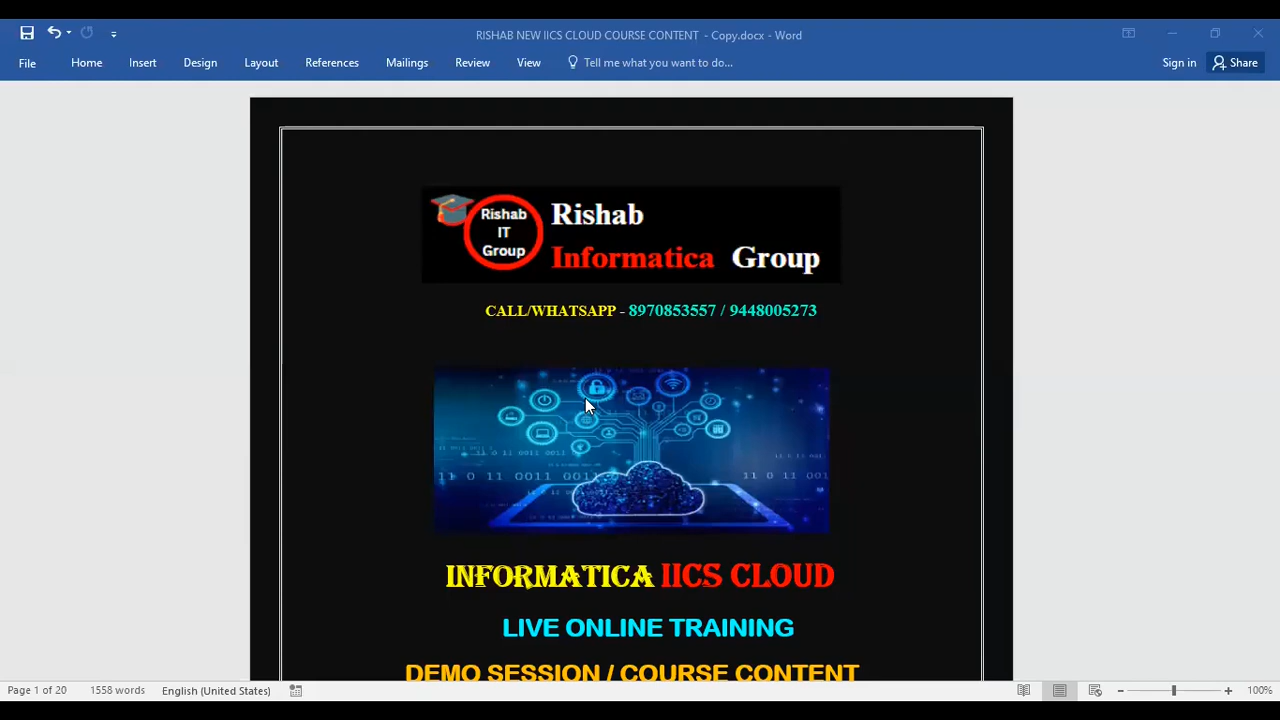 RISHAB NEW IICS CLOUD COURSE CONTENT - Copy.docx - Word
File Home Insert Design Layout References Mailings Review View Tell me what you want to do... Sign in Share
Rishab
IT
Group
Rishab
Informatica Group
CALL/WHATSAPP - 8970853557 / 9448005273
INFORMATICA IICS CLOUD
LIVE ONLINE TRAINING
DEMO SESSION / COURSE CONTENT
Page 1 of 20 1558 words English (United States) 100%